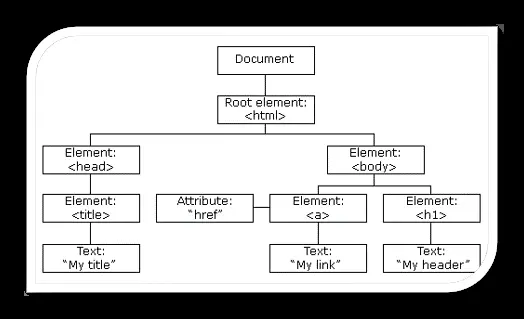 Document
Root element:
<html>
Element:
<head>
Element:
<body>
Element:
<title>
Attribute:
“href”
Element:
<a>
Element:
<h1>
Text:
“My title”
Text:
“My link”
Text:
“My header”